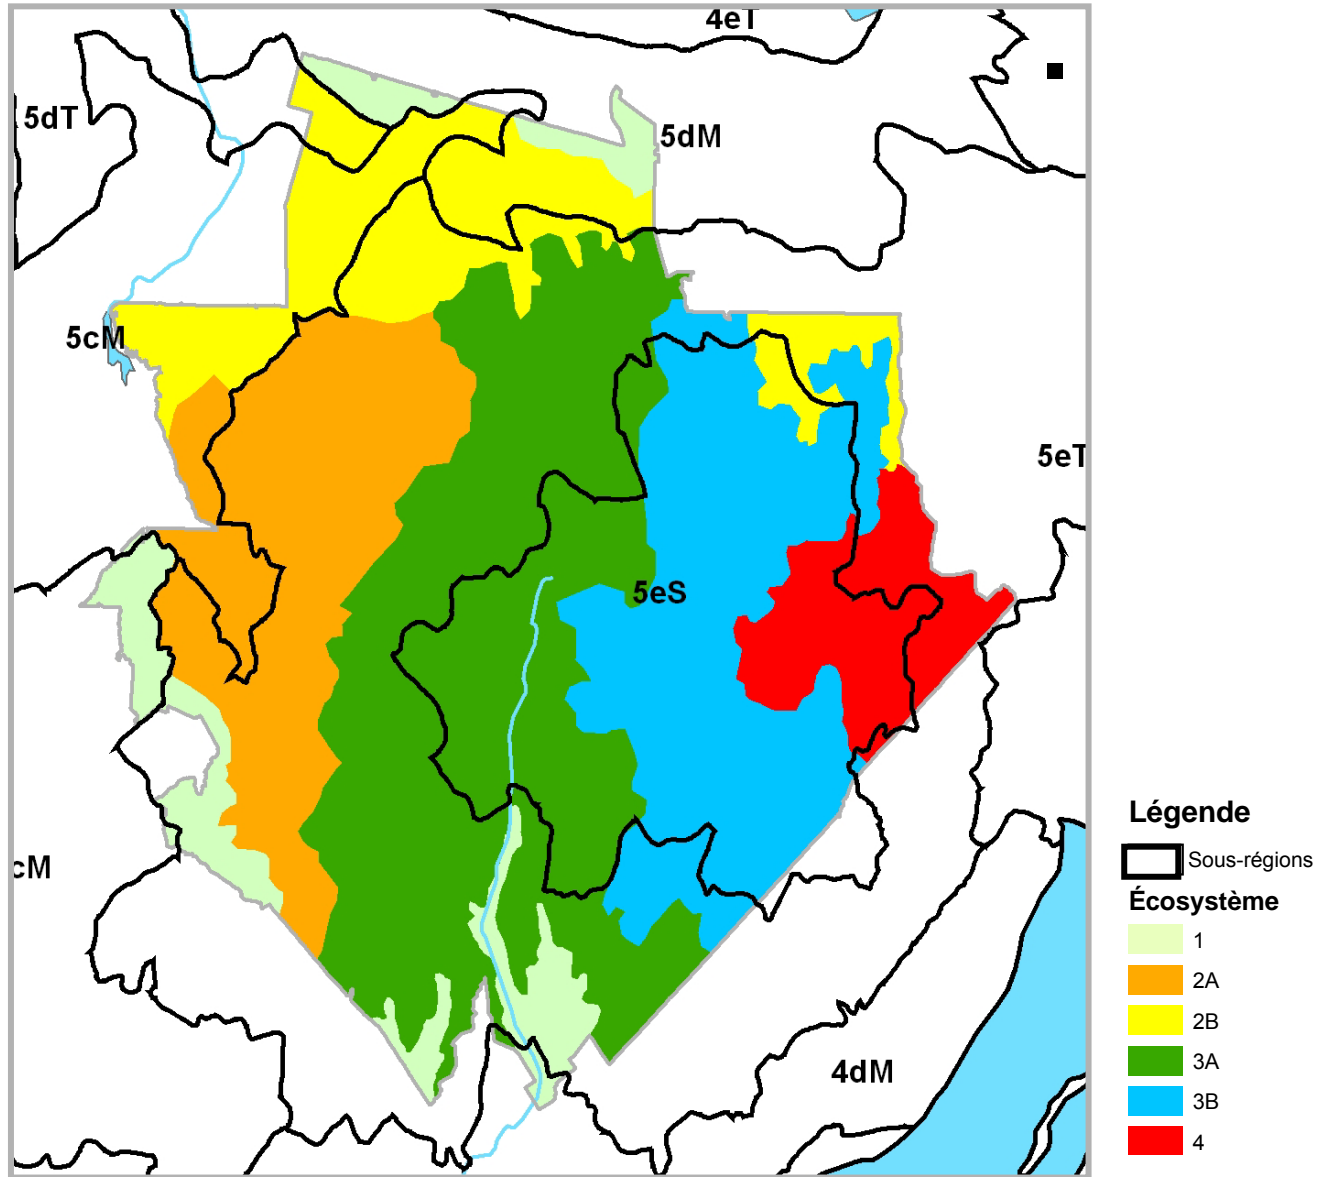 4eT
5dT
5dM
5cM
5eT
5eS
cM
4dM
Légende
Sous-régions
Écosystème
1
2A
2B
3A
3B
4